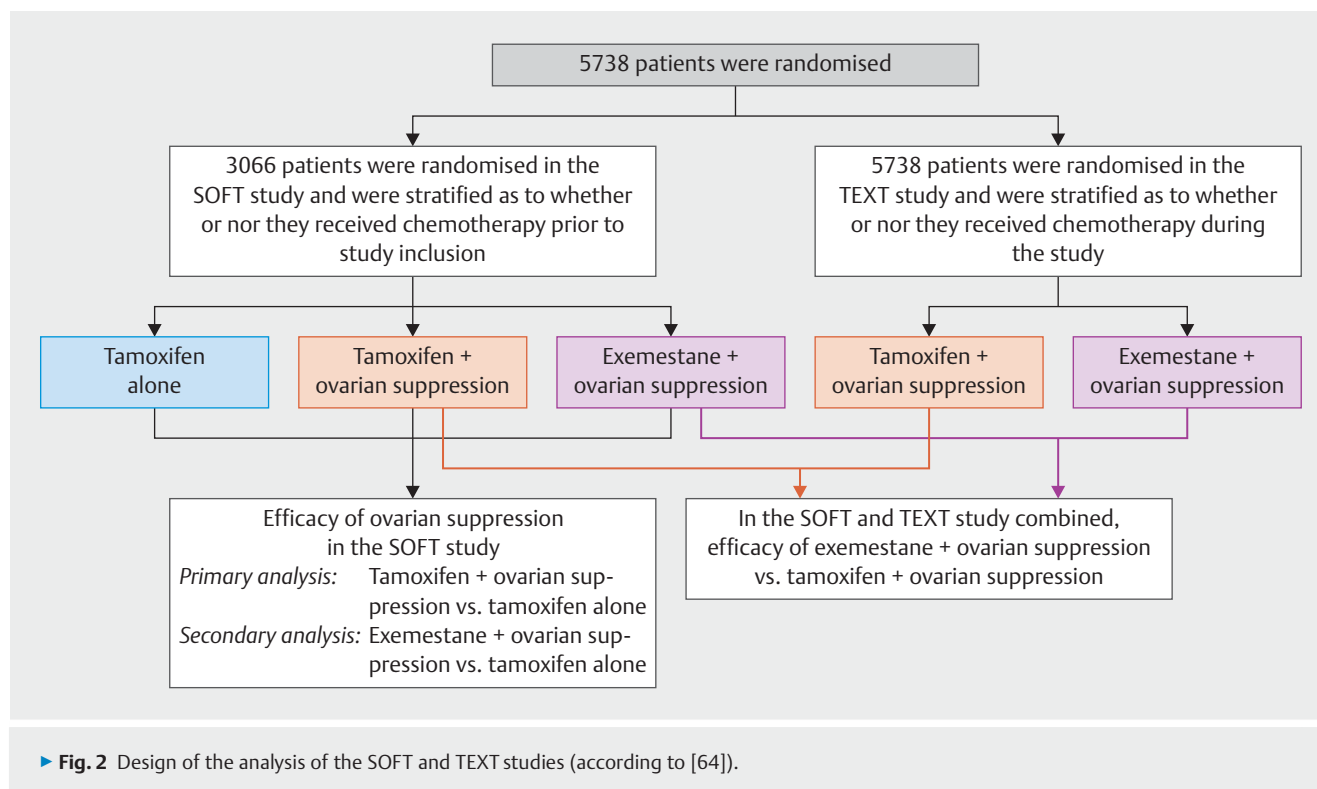 5738 patients were randomised
3066 patients were randomised in the
SOFT study and were stratified as to whether
or nor they received chemotherapy prior to
study inclusion
5738 patients were randomised in the
TEXT study and were stratified as to whether
or nor they received chemotherapy during
the study
Tamoxifen
alone
Tamoxifen +
ovarian suppression
Exemestane +
ovarian suppression
Tamoxifen +
ovarian suppression
Exemestane +
ovarian suppression
Efficacy of ovarian suppression
in the SOFT study
Primary analysis: Tamoxifen + ovarian sup-
pression vs. tamoxifen alone
Secondary analysis: Exemestane + ovarian sup-
pression vs. tamoxifen alone
In the SOFT and TEXT study combined,
efficacy of exemestane + ovarian suppression
vs. tamoxifen + ovarian suppression
▶ Fig. 2 Design of the analysis of the SOFT and TEXT studies (according to [64]).